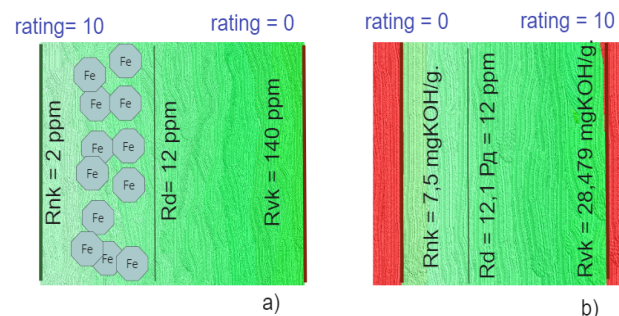 rating= 10
rating = 0
Rnk = 2 ppm
Fe
Fe
Fe
Fe
Fe
Fe
Fe
Fe
Fe
Fe
Fe
Fe
Rd= 12 ppm
Rvk = 140 ppm
a)
rating = 0
rating = 10
Rnk = 7,5 mgKOH/g.
Rd = 12,1 Рд = 12 ppm
Rvk = 28,479 mgKOH/g.
b)